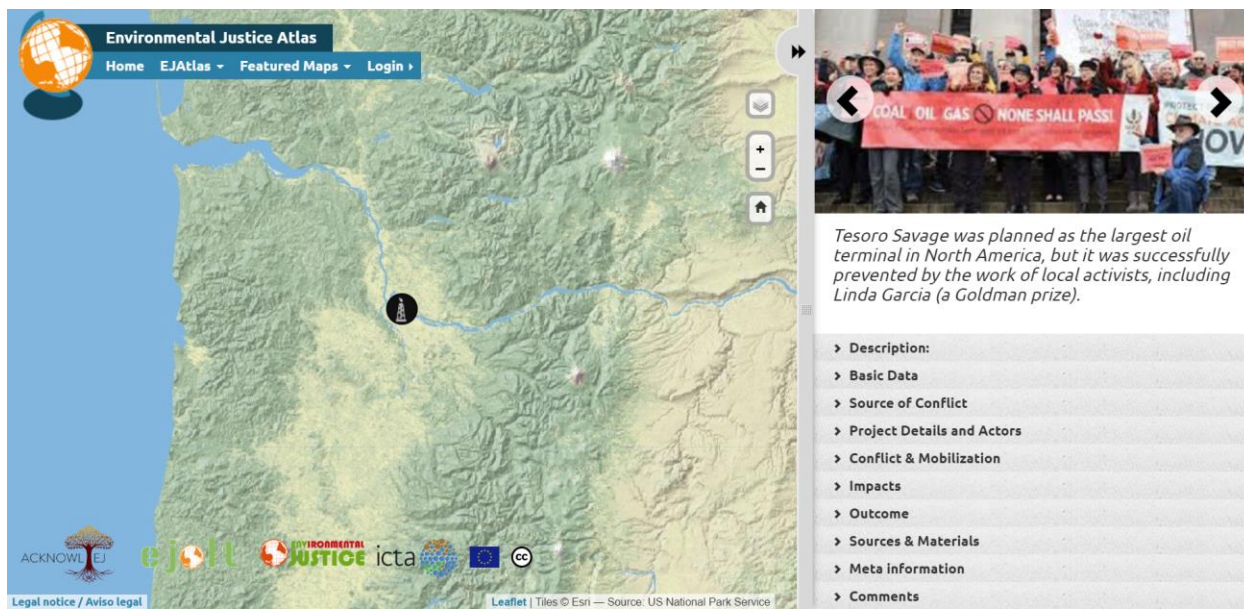 Environmental Justice Atlas
Home EJAtlas Featured Maps Login
+
−
COAL OIL GAS NONE SHALL PASS!
PROTECT
Tesoro Savage was planned as the largest oil
terminal in North America, but it was successfully
prevented by the work of local activists, including
Linda Garcia (a Goldman prize).
Description:
Basic Data
Source of Conflict
Project Details and Actors
Conflict & Mobilization
Impacts
Outcome
Sources & Materials
Meta information
Comments
ACKNOWL EJ
ejolt
ENVIRONMENTAL
JUSTICE
icta
cc
Legal notice / Aviso legal
Leaflet | Tiles © Esri — Source: US National Park Service